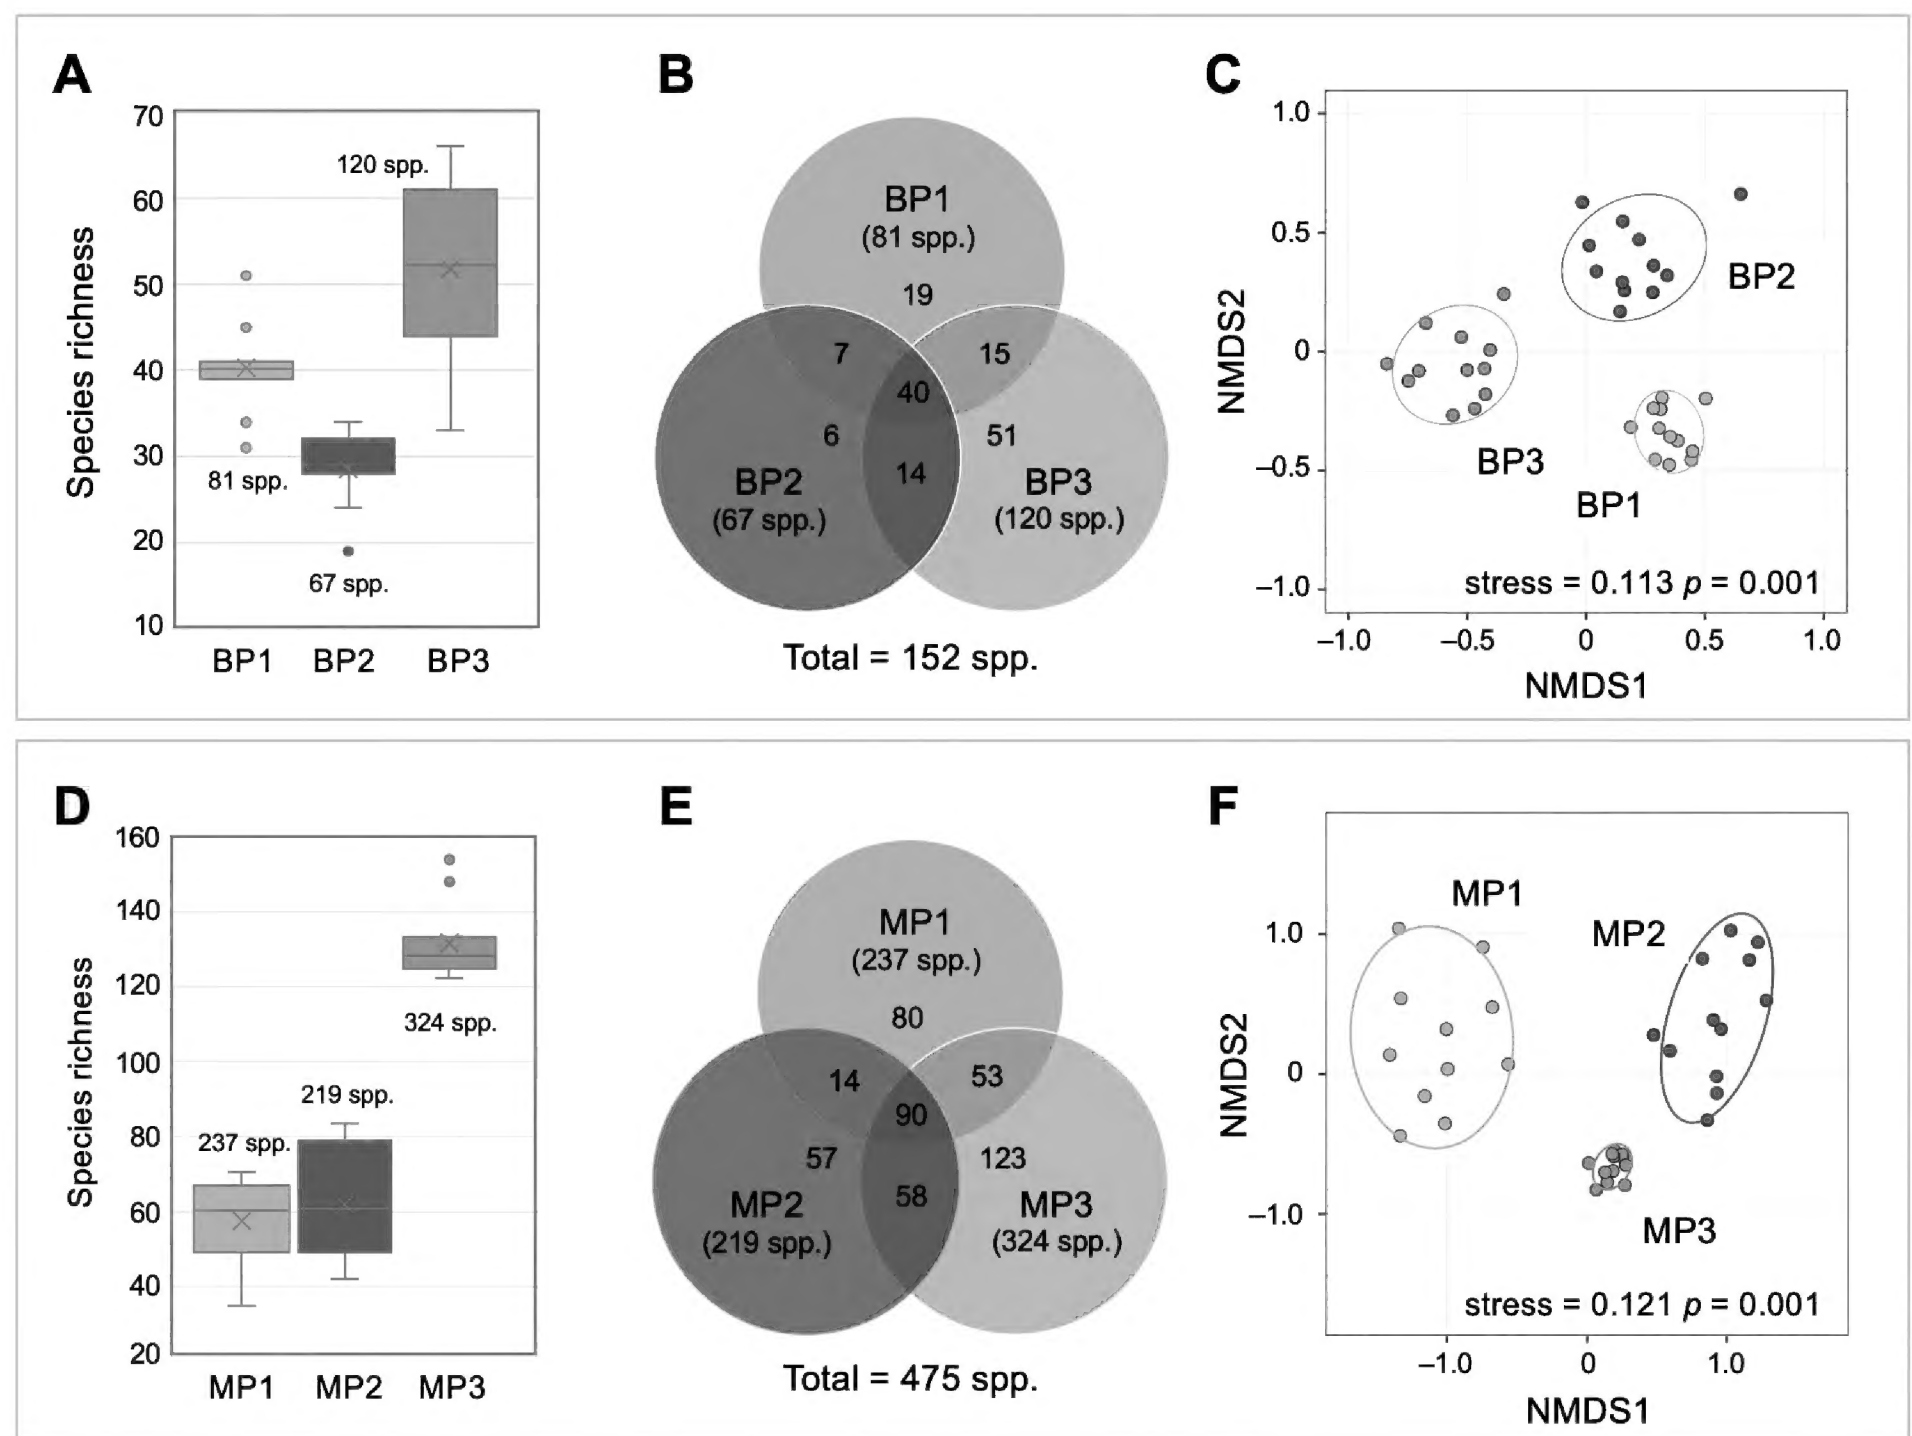 A
70
60
50
40
30
20
10
Species richness
120 spp.
81 spp.
67 spp.
BP1 BP2 BP3
B
BP1
(81 spp.)
19
7
15
40
6
51
14
BP2
(67 spp.)
BP3
(120 spp.)
Total = 152 spp.
C
1.0
0.5
0
–0.5
–1.0
NMDS2
BP2
BP3
BP1
stress = 0.113 p = 0.001
–1.0 –0.5 0 0.5 1.0
NMDS1
D
160
140
120
100
80
60
40
20
Species richness
324 spp.
219 spp.
237 spp.
MP1 MP2 MP3
E
MP1
(237 spp.)
80
14
53
90
57
123
58
MP2
(219 spp.)
MP3
(324 spp.)
Total = 475 spp.
F
1.0
0
–1.0
NMDS2
MP1
MP2
MP3
stress = 0.121 p = 0.001
–1.0 0 1.0
NMDS1